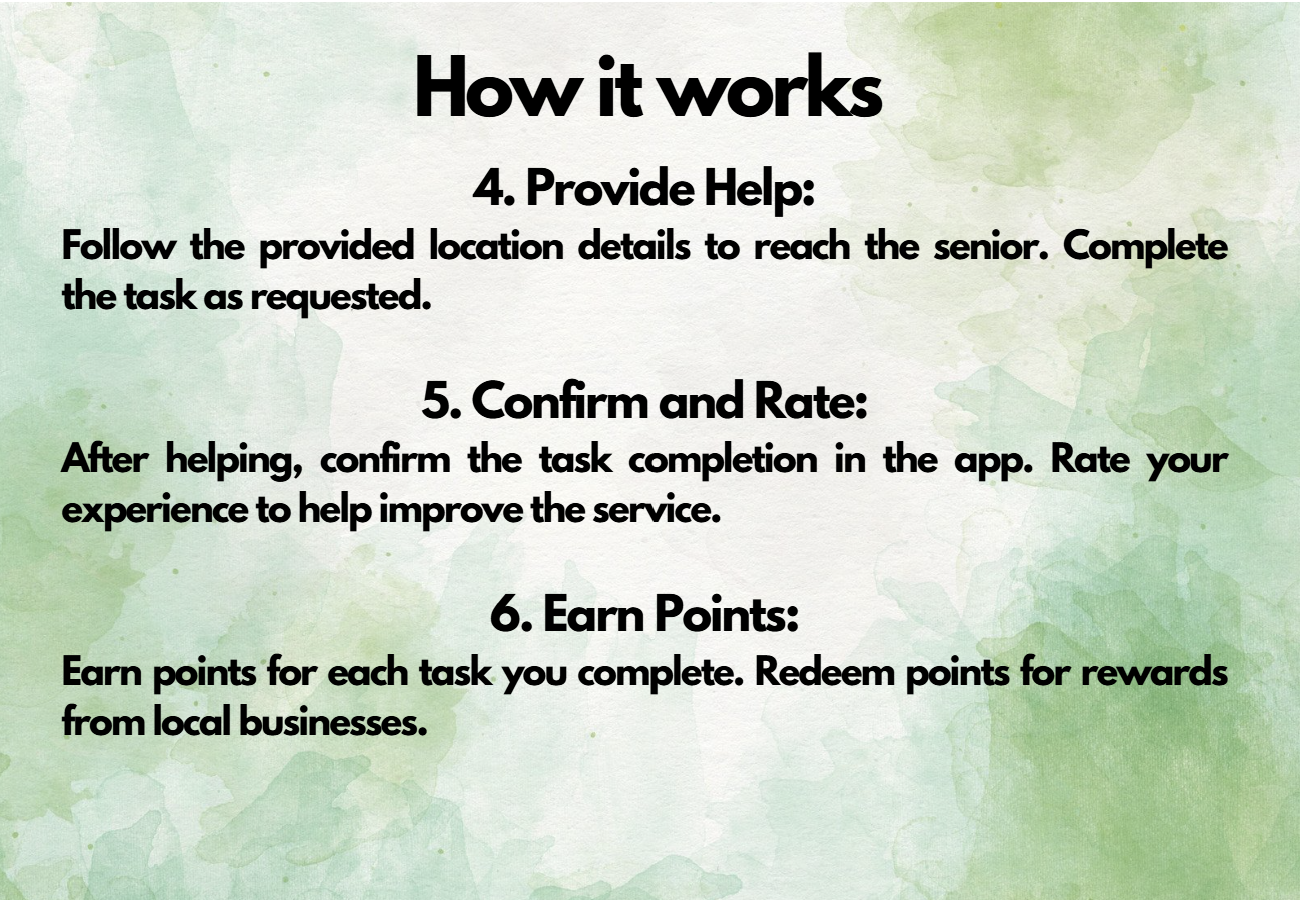 How it works
4. Provide Help:
Follow the provided location details to reach the senior. Complete
the task as requested.
5. Confirm and Rate:
After helping, confirm the task completion in the app. Rate your
experience to help improve the service.
6. Earn Points:
Earn points for each task you complete. Redeem points for rewards
from local businesses.